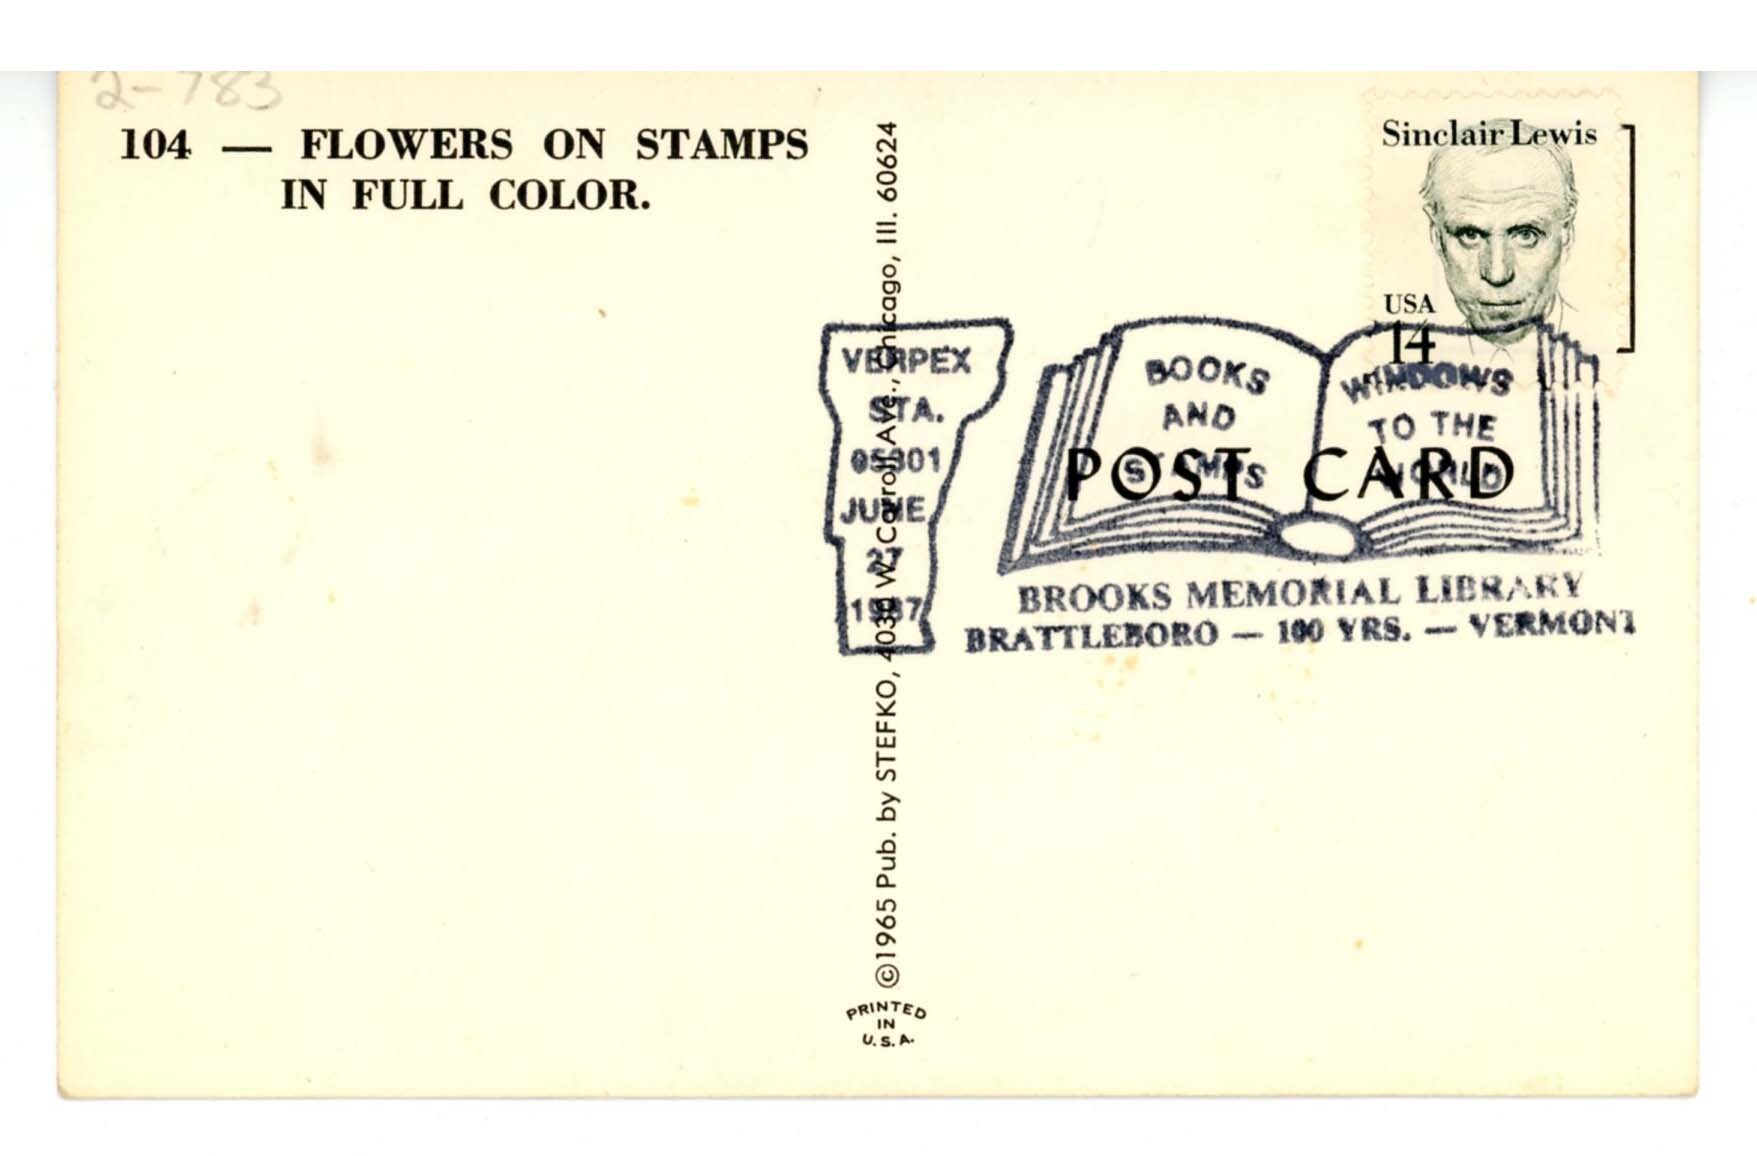 2-783
104 — FLOWERS ON STAMPS
IN FULL COLOR.
©1965 Pub. by STEFKO, 4030 W. Carroll Ave., Chicago, Ill. 60624
PRINTED
IN
U.S.A.
Sinclair Lewis
USA
14
VERPEX
STA.
05301
JUNE
27
1987
BOOKS
AND
STAMPS
WINDOWS
TO THE
WORLD
POST CARD
BROOKS MEMORIAL LIBRARY
BRATTLEBORO — 100 YRS. — VERMONT